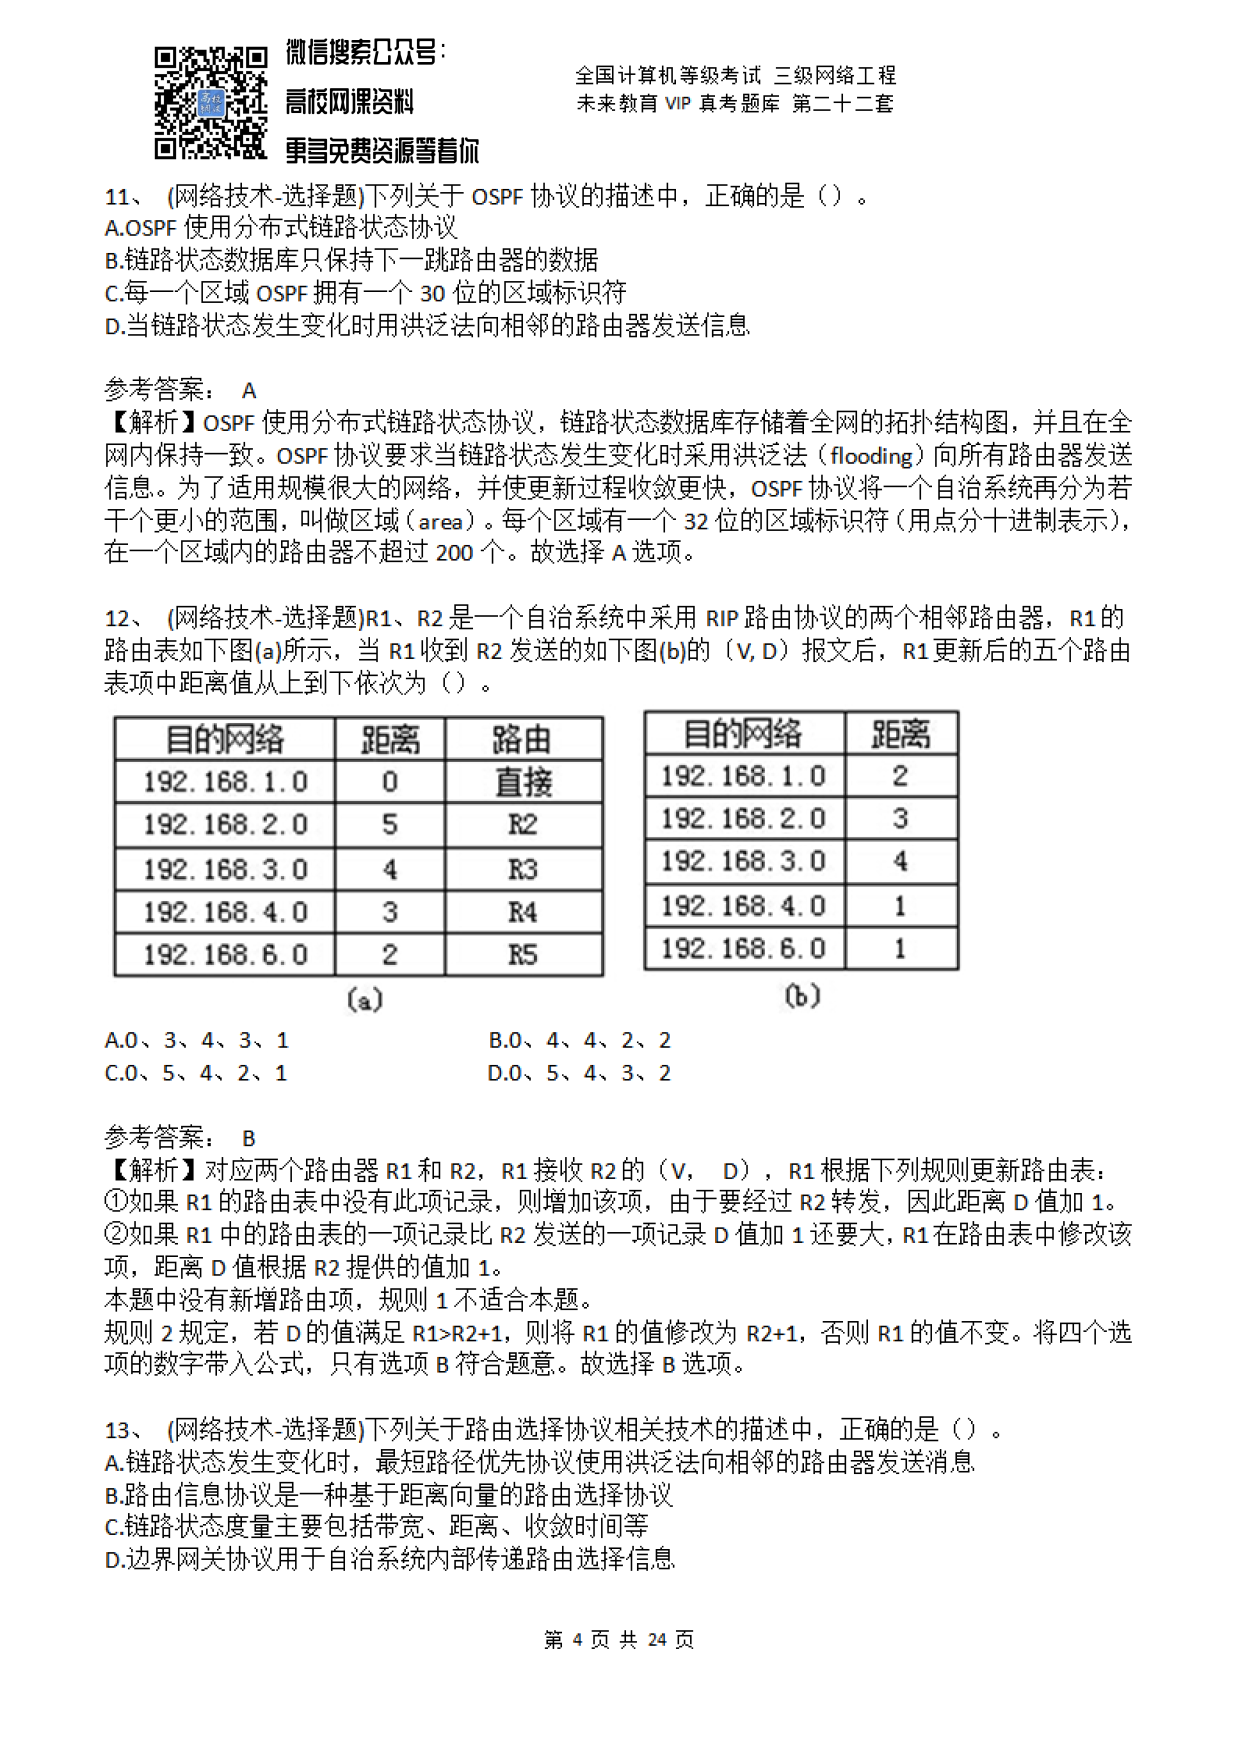 微信搜索公众号：
高校网课资料
更多免费资源等着你
全国计算机等级考试 三级网络工程
未来教育 VIP 真考题库 第二十二套
11、 (网络技术-选择题)下列关于 OSPF 协议的描述中，正确的是（）。
A.OSPF 使用分布式链路状态协议
B.链路状态数据库只保持下一跳路由器的数据
C.每一个区域 OSPF 拥有一个 30 位的区域标识符
D.当链路状态发生变化时用洪泛法向相邻的路由器发送信息
参考答案： A
【解析】OSPF 使用分布式链路状态协议，链路状态数据库存储着全网的拓扑结构图，并且在全
网内保持一致。OSPF 协议要求当链路状态发生变化时采用洪泛法（flooding）向所有路由器发送
信息。为了适用规模很大的网络，并使更新过程收敛更快，OSPF 协议将一个自治系统再分为若
干个更小的范围，叫做区域（area）。每个区域有一个 32 位的区域标识符（用点分十进制表示），
在一个区域内的路由器不超过 200 个。故选择 A 选项。
12、 (网络技术-选择题)R1、R2 是一个自治系统中采用 RIP 路由协议的两个相邻路由器，R1 的
路由表如下图(a)所示，当 R1 收到 R2 发送的如下图(b)的（V, D）报文后，R1 更新后的五个路由
表项中距离值从上到下依次为（）。
目的网络 距离 路由
192.168.1.0 0 直接
192.168.2.0 5 R2
192.168.3.0 4 R3
192.168.4.0 3 R4
192.168.6.0 2 R5
(a)
目的网络 距离
192.168.1.0 2
192.168.2.0 3
192.168.3.0 4
192.168.4.0 1
192.168.6.0 1
(b)
A.0、3、4、3、1 B.0、4、4、2、2
C.0、5、4、2、1 D.0、5、4、3、2
参考答案： B
【解析】对应两个路由器 R1 和 R2，R1 接收 R2 的（V， D），R1 根据下列规则更新路由表：
①如果 R1 的路由表中没有此项记录，则增加该项，由于要经过 R2 转发，因此距离 D 值加 1。
②如果 R1 中的路由表的一项记录比 R2 发送的一项记录 D 值加 1 还要大，R1 在路由表中修改该
项，距离 D 值根据 R2 提供的值加 1。
本题中没有新增路由项，规则 1 不适合本题。
规则 2 规定，若 D 的值满足 R1>R2+1，则将 R1 的值修改为 R2+1，否则 R1 的值不变。将四个选
项的数字带入公式，只有选项 B 符合题意。故选择 B 选项。
13、 (网络技术-选择题)下列关于路由选择协议相关技术的描述中，正确的是（）。
A.链路状态发生变化时，最短路径优先协议使用洪泛法向相邻的路由器发送消息
B.路由信息协议是一种基于距离向量的路由选择协议
C.链路状态度量主要包括带宽、距离、收敛时间等
D.边界网关协议用于自治系统内部传递路由选择信息
第 4 页 共 24 页